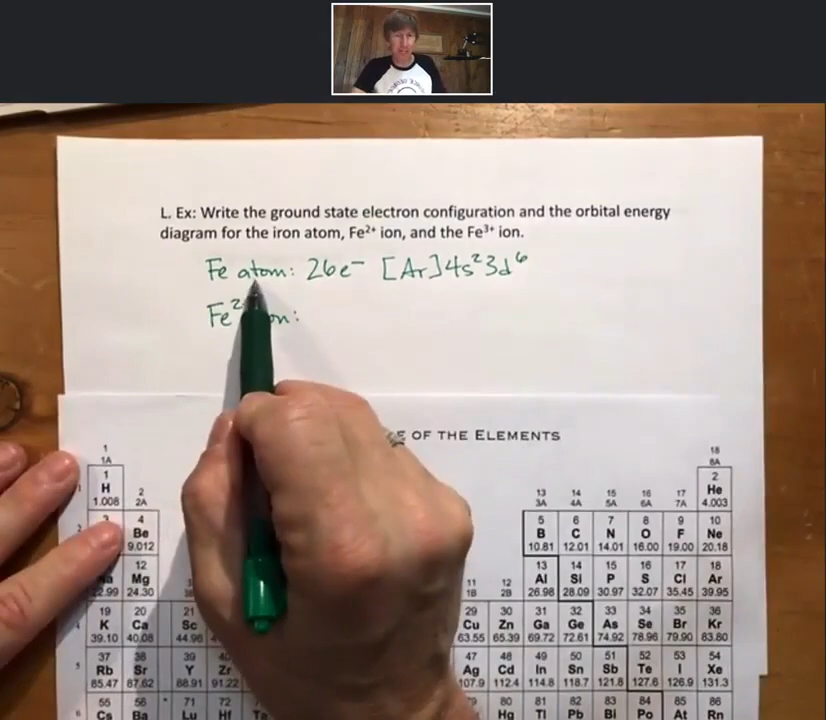 L. Ex: Write the ground state electron configuration and the orbital energy
diagram for the iron atom, Fe²⁺ ion, and the Fe³⁺ ion.
Fe atom: 26e⁻ [Ar]4s²3d⁶
Fe²
OF THE ELEMENTS
1 18
1A 8A
1 2
H 2 13 14 15 16 17 He
1.008 2A 3A 4A 5A 6A 7A 4.003
4 5 6 7 8 9 10
Be B C N O F Ne
9.012 10.81 12.01 14.01 16.00 19.00 20.18
12 13 14 15 16 17 18
Mg 11 12 Al Si P S Cl Ar
24.30 1B 2B 26.98 28.09 30.97 32.07 35.45 39.95
19 20 21 29 30 31 32 33 34 35 36
K Ca Sc Cu Zn Ga Ge As Se Br Kr
39.10 40.08 44.96 63.55 65.39 69.72 72.61 74.92 78.96 79.90 83.80
37 38 39 47 48 49 50 51 52 53 54
5 Rb Sr Y Zr Ag Cd In Sn Sb Te I Xe
85.47 87.62 88.91 91.22 107.9 112.4 114.8 118.7 121.8 127.6 126.9 131.3
55 56 * 71 72 80 81 82 83 84 85 86
6 Cs Ba Lu Hf Hg Tl Pb Bi Po At Rn